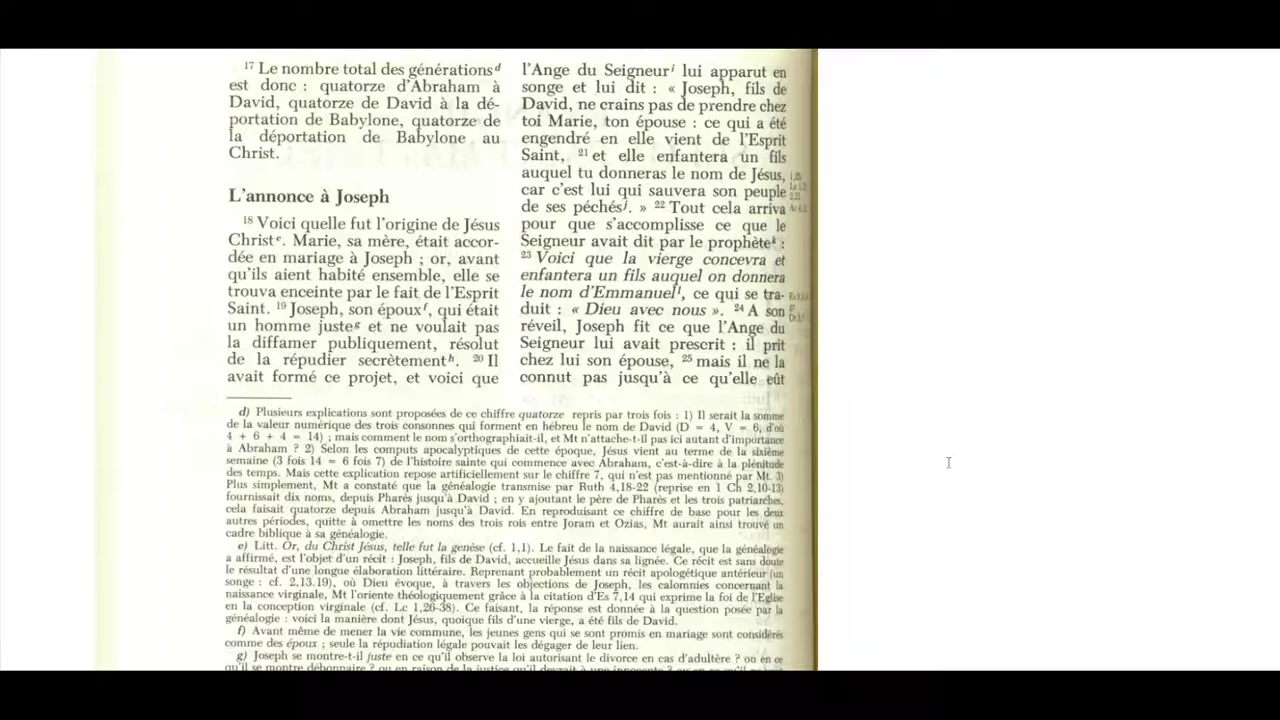 17 Le nombre total des générations d
est donc : quatorze d'Abraham à
David, quatorze de David à la dé-
portation de Babylone, quatorze de
la déportation de Babylone au
Christ.
L'annonce à Joseph
18 Voici quelle fut l'origine de Jésus
Christ e. Marie, sa mère, était accor-
dée en mariage à Joseph ; or, avant
qu'ils aient habité ensemble, elle se
trouva enceinte par le fait de l'Esprit
Saint. 19 Joseph, son époux f, qui était
un homme juste g et ne voulait pas
la diffamer publiquement, résolut
de la répudier secrètement h. 20 Il
avait formé ce projet, et voici que
l'Ange du Seigneur i lui apparut en
songe et lui dit : « Joseph, fils de
David, ne crains pas de prendre chez
toi Marie, ton épouse : ce qui a été
engendré en elle vient de l'Esprit
Saint, 21 et elle enfantera un fils
auquel tu donneras le nom de Jésus,
car c'est lui qui sauvera son peuple
de ses péchés j. » 22 Tout cela arriva
pour que s'accomplisse ce que le
Seigneur avait dit par le prophète k :
23 Voici que la vierge concevra et
enfantera un fils auquel on donnera
le nom d'Emmanuel l, ce qui se tra-
duit : « Dieu avec nous ». 24 A son
réveil, Joseph fit ce que l'Ange du
Seigneur lui avait prescrit : il prit
chez lui son épouse, 25 mais il ne la
connut pas jusqu'à ce qu'elle eût
d) Plusieurs explications sont proposées de ce chiffre quatorze repris par trois fois : 1) Il serait la somme
de la valeur numérique des trois consonnes qui forment en hébreu le nom de David (D = 4, V = 6, d'où
4 + 6 + 4 = 14) ; mais comment le nom s'orthographiait-il, et Mt n'attache-t-il pas ici autant d'importance
à Abraham ? 2) Selon les computs apocalyptiques de cette époque, Jésus vient au terme de la sixième
semaine (3 fois 14 = 6 fois 7) de l'histoire sainte qui commence avec Abraham, c'est-à-dire à la plénitude
des temps. Mais cette explication repose artificiellement sur le chiffre 7, qui n'est pas mentionné par Mt. 3)
Plus simplement, Mt a constaté que la généalogie transmise par Ruth 4,18-22 (reprise en 1 Ch 2,10-13)
fournissait dix noms, depuis Pharès jusqu'à David ; en y ajoutant le père de Pharès et les trois patriarches,
cela faisait quatorze depuis Abraham jusqu'à David. En reproduisant ce chiffre de base pour les deux
autres périodes, quitte à omettre les noms des trois rois entre Joram et Ozias, Mt aurait ainsi trouvé un
cadre biblique à sa généalogie.
e) Litt. Or, du Christ Jésus, telle fut la genèse (cf. 1,1). Le fait de la naissance légale, que la généalogie
a affirmé, est l'objet d'un récit : Joseph, fils de David, accueille Jésus dans sa lignée. Ce récit est sans doute
le résultat d'une longue élaboration littéraire. Reprenant probablement un récit apologétique antérieur (un
songe : cf. 2,13.19), où Dieu évoque, à travers les objections de Joseph, les calomnies concernant la
naissance virginale, Mt l'oriente théologiquement grâce à la citation d'Es 7,14 qui exprime la foi de l'Eglise
en la conception virginale (cf. Lc 1,26-38). Ce faisant, la réponse est donnée à la question posée par la
généalogie : voici la manière dont Jésus, quoique fils d'une vierge, a été fils de David.
f) Avant même de mener la vie commune, les jeunes gens qui se sont promis en mariage sont considérés
comme des époux ; seule la répudiation légale pouvait les dégager de leur lien.
g) Joseph se montre-t-il juste en ce qu'il observe la loi autorisant le divorce en cas d'adultère ? ou en ce
qu'il se montre débonnaire ? ou en raison de la justice qu'il devrait à une innocente ?